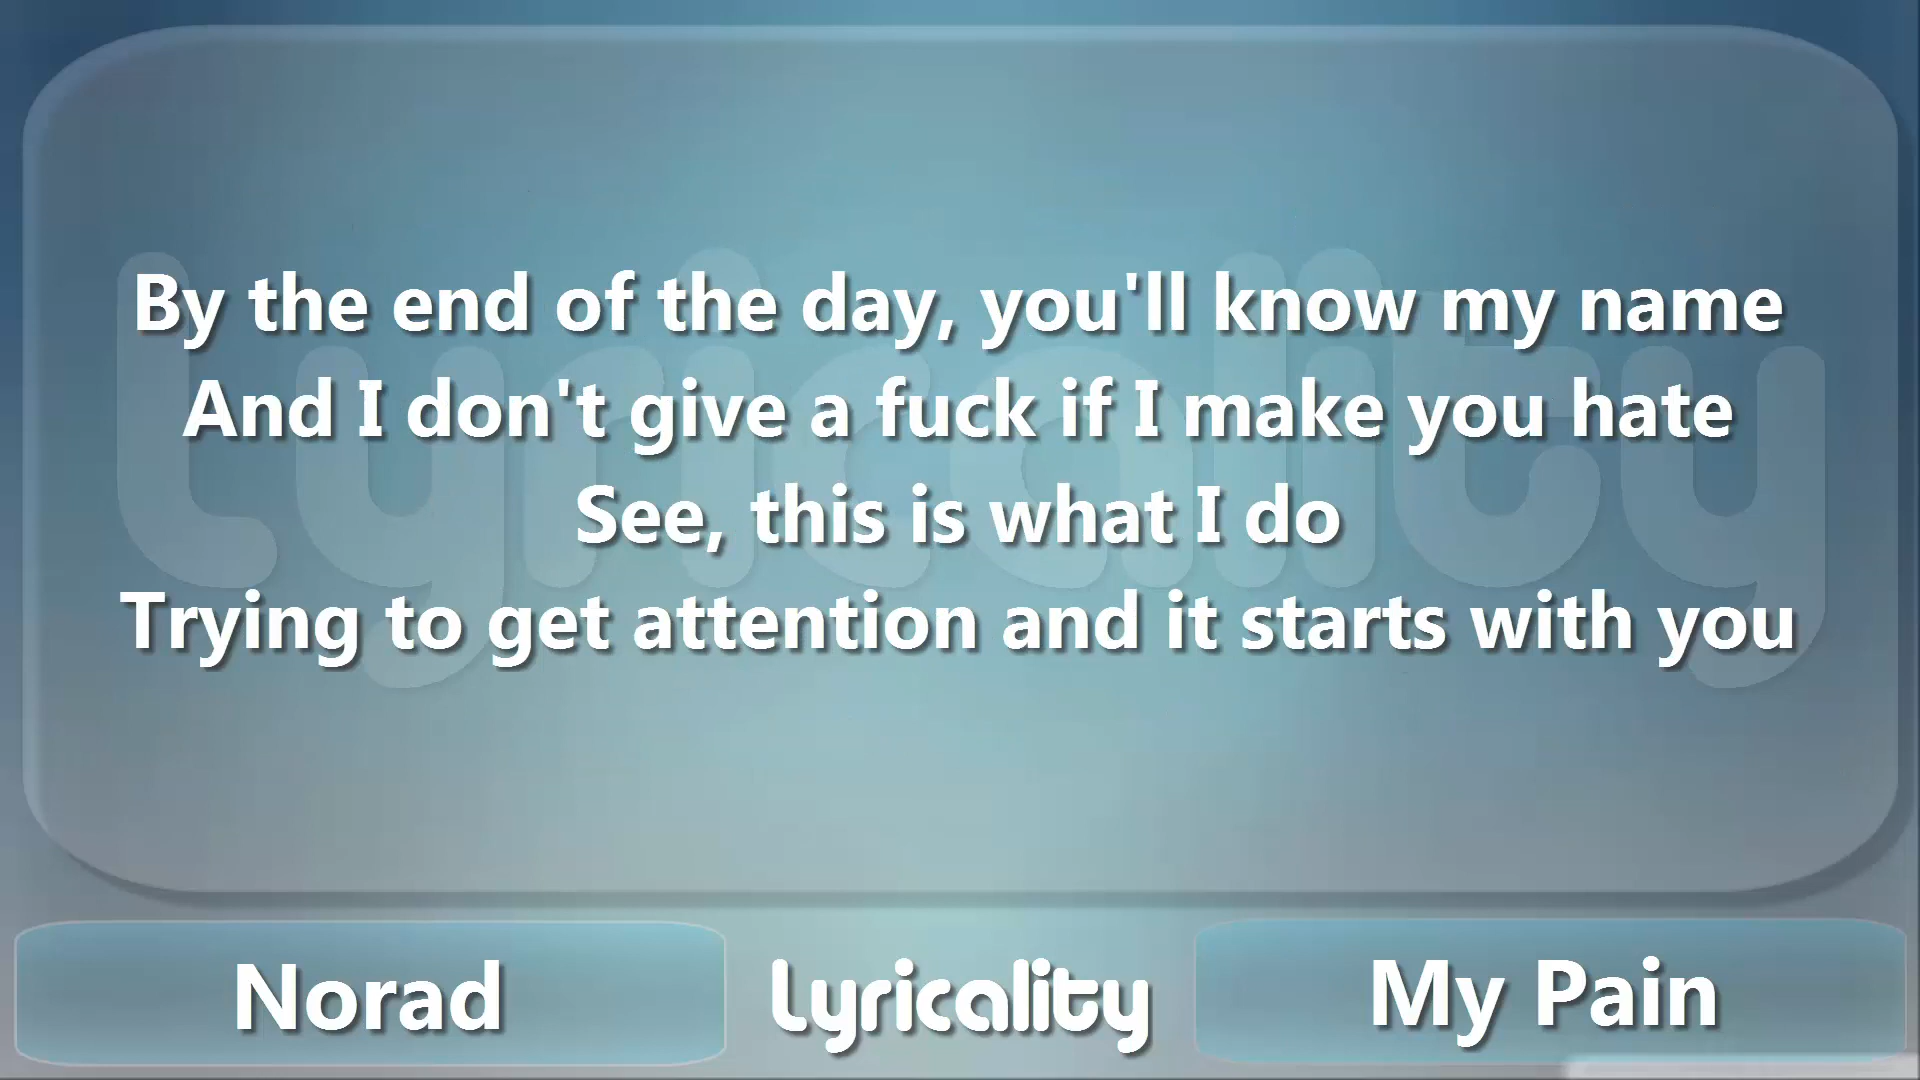 By the end of the day, you'll know my name
And I don't give a fuck if I make you hate
See, this is what I do
Trying to get attention and it starts with you
Lyricality
Norad
Lyricality
My Pain